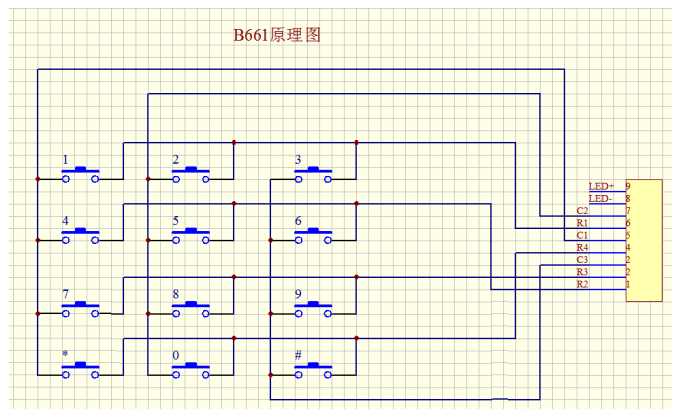 B661原理图
1 2 3
LED+ 9
LED- 8
C2 7
R1 6
C1 5
R4 4
C3 2
R3 2
R2 1
4 5 6
7 8 9
* 0 #